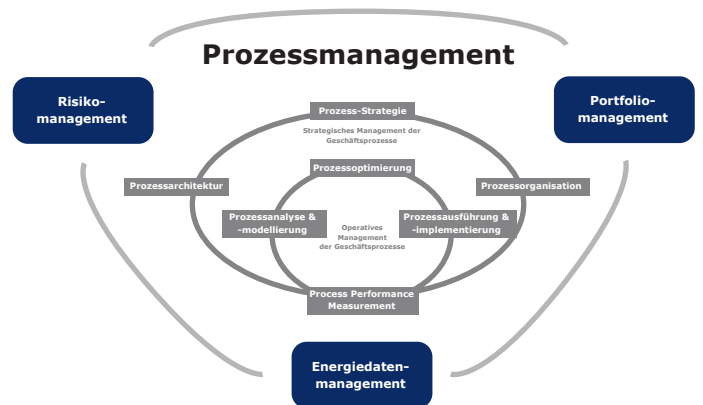 Prozessmanagement
Risiko-
management
Portfolio-
management
Prozess-Strategie
Strategisches Management der
Geschäftsprozesse
Prozessoptimierung
Prozessarchitektur
Prozessorganisation
Prozessanalyse &
-modellierung
Prozessausführung &
-implementierung
Operatives
Management
der Geschäftsprozesse
Process Performance
Measurement
Energiedaten-
management